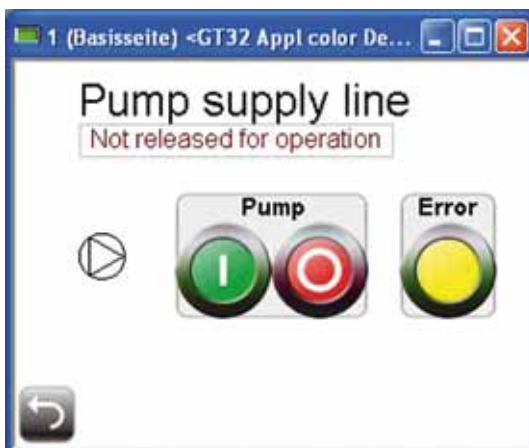 1 (Basisseite) <GT32 Appl color De...
Pump supply line
Not released for operation
Pump
Error